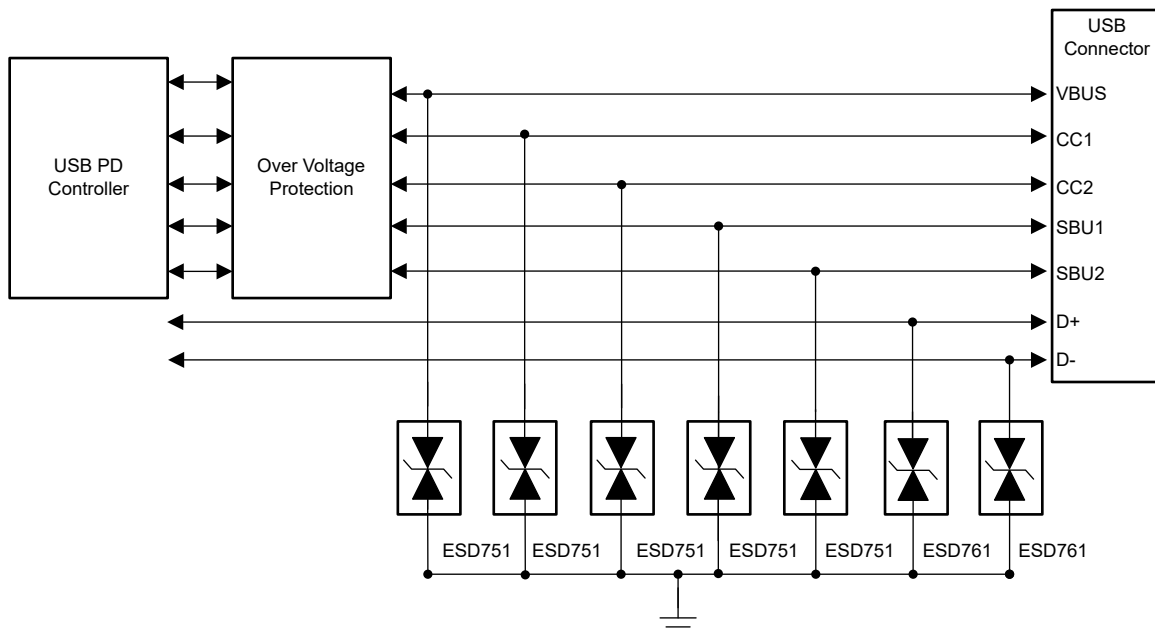 USB
Connector
USB PD
Controller
Over Voltage
Protection
VBUS
CC1
CC2
SBU1
SBU2
D+
D-
ESD751
ESD751
ESD751
ESD751
ESD751
ESD761
ESD761